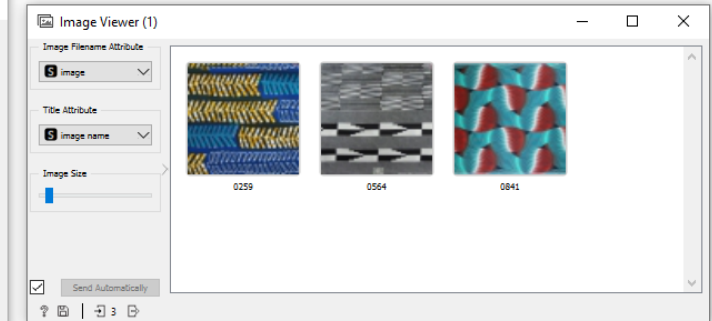 Image Viewer (1)
Image Filename Attribute
S image
Title Attribute
S image name
Image Size
Send Automatically
? 3
0259 0564 0841